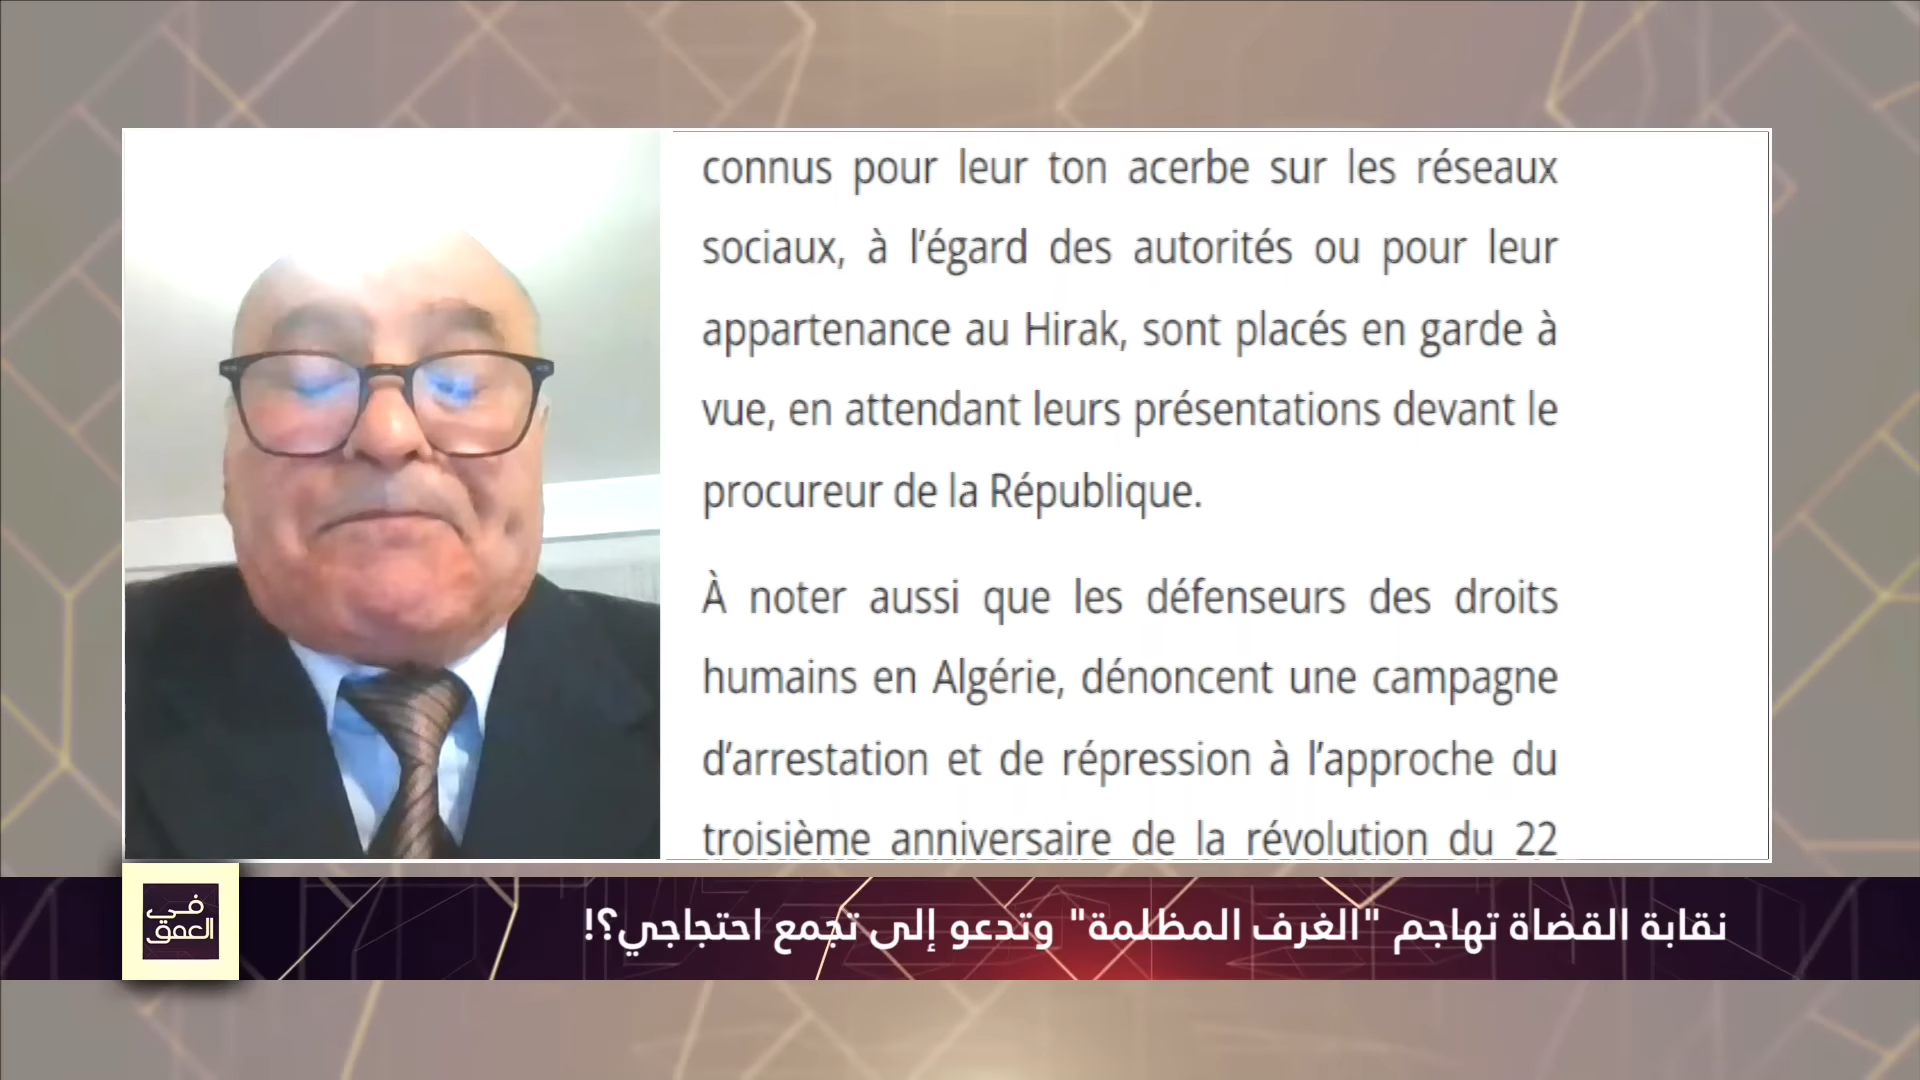 connus pour leur ton acerbe sur les réseaux
sociaux, à l’égard des autorités ou pour leur
appartenance au Hirak, sont placés en garde à
vue, en attendant leurs présentations devant le
procureur de la République.
À noter aussi que les défenseurs des droits
humains en Algérie, dénoncent une campagne
d’arrestation et de répression à l’approche du
troisième anniversaire de la révolution du 22
في
العمق
نقابة القضاة تهاجم "الغرف المظلمة" وتدعو إلى تجمع احتجاجي؟!